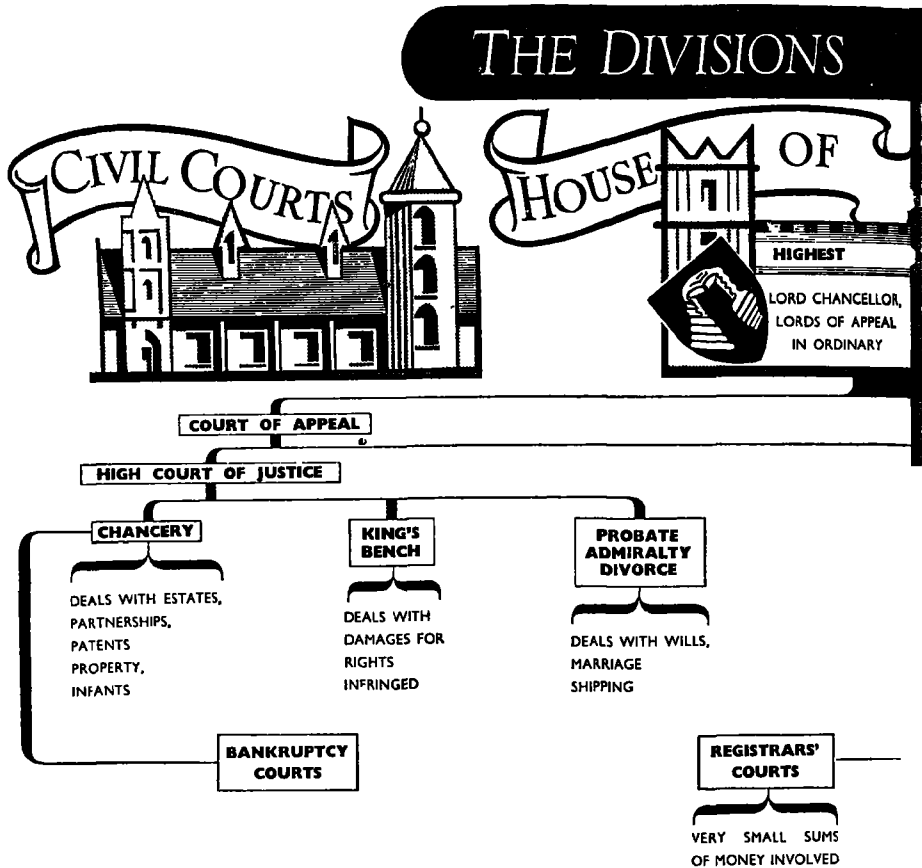 THE DIVISIONS
CIVIL COURTS
HOUSE OF
HIGHEST
LORD CHANCELLOR,
LORDS OF APPEAL
IN ORDINARY
COURT OF APPEAL
HIGH COURT OF JUSTICE
CHANCERY
DEALS WITH ESTATES,
PARTNERSHIPS,
PATENTS
PROPERTY,
INFANTS
KING'S
BENCH
DEALS WITH
DAMAGES FOR
RIGHTS
INFRINGED
PROBATE
ADMIRALTY
DIVORCE
DEALS WITH WILLS,
MARRIAGE
SHIPPING
BANKRUPTCY
COURTS
REGISTRARS'
COURTS
VERY SMALL SUMS
OF MONEY INVOLVED